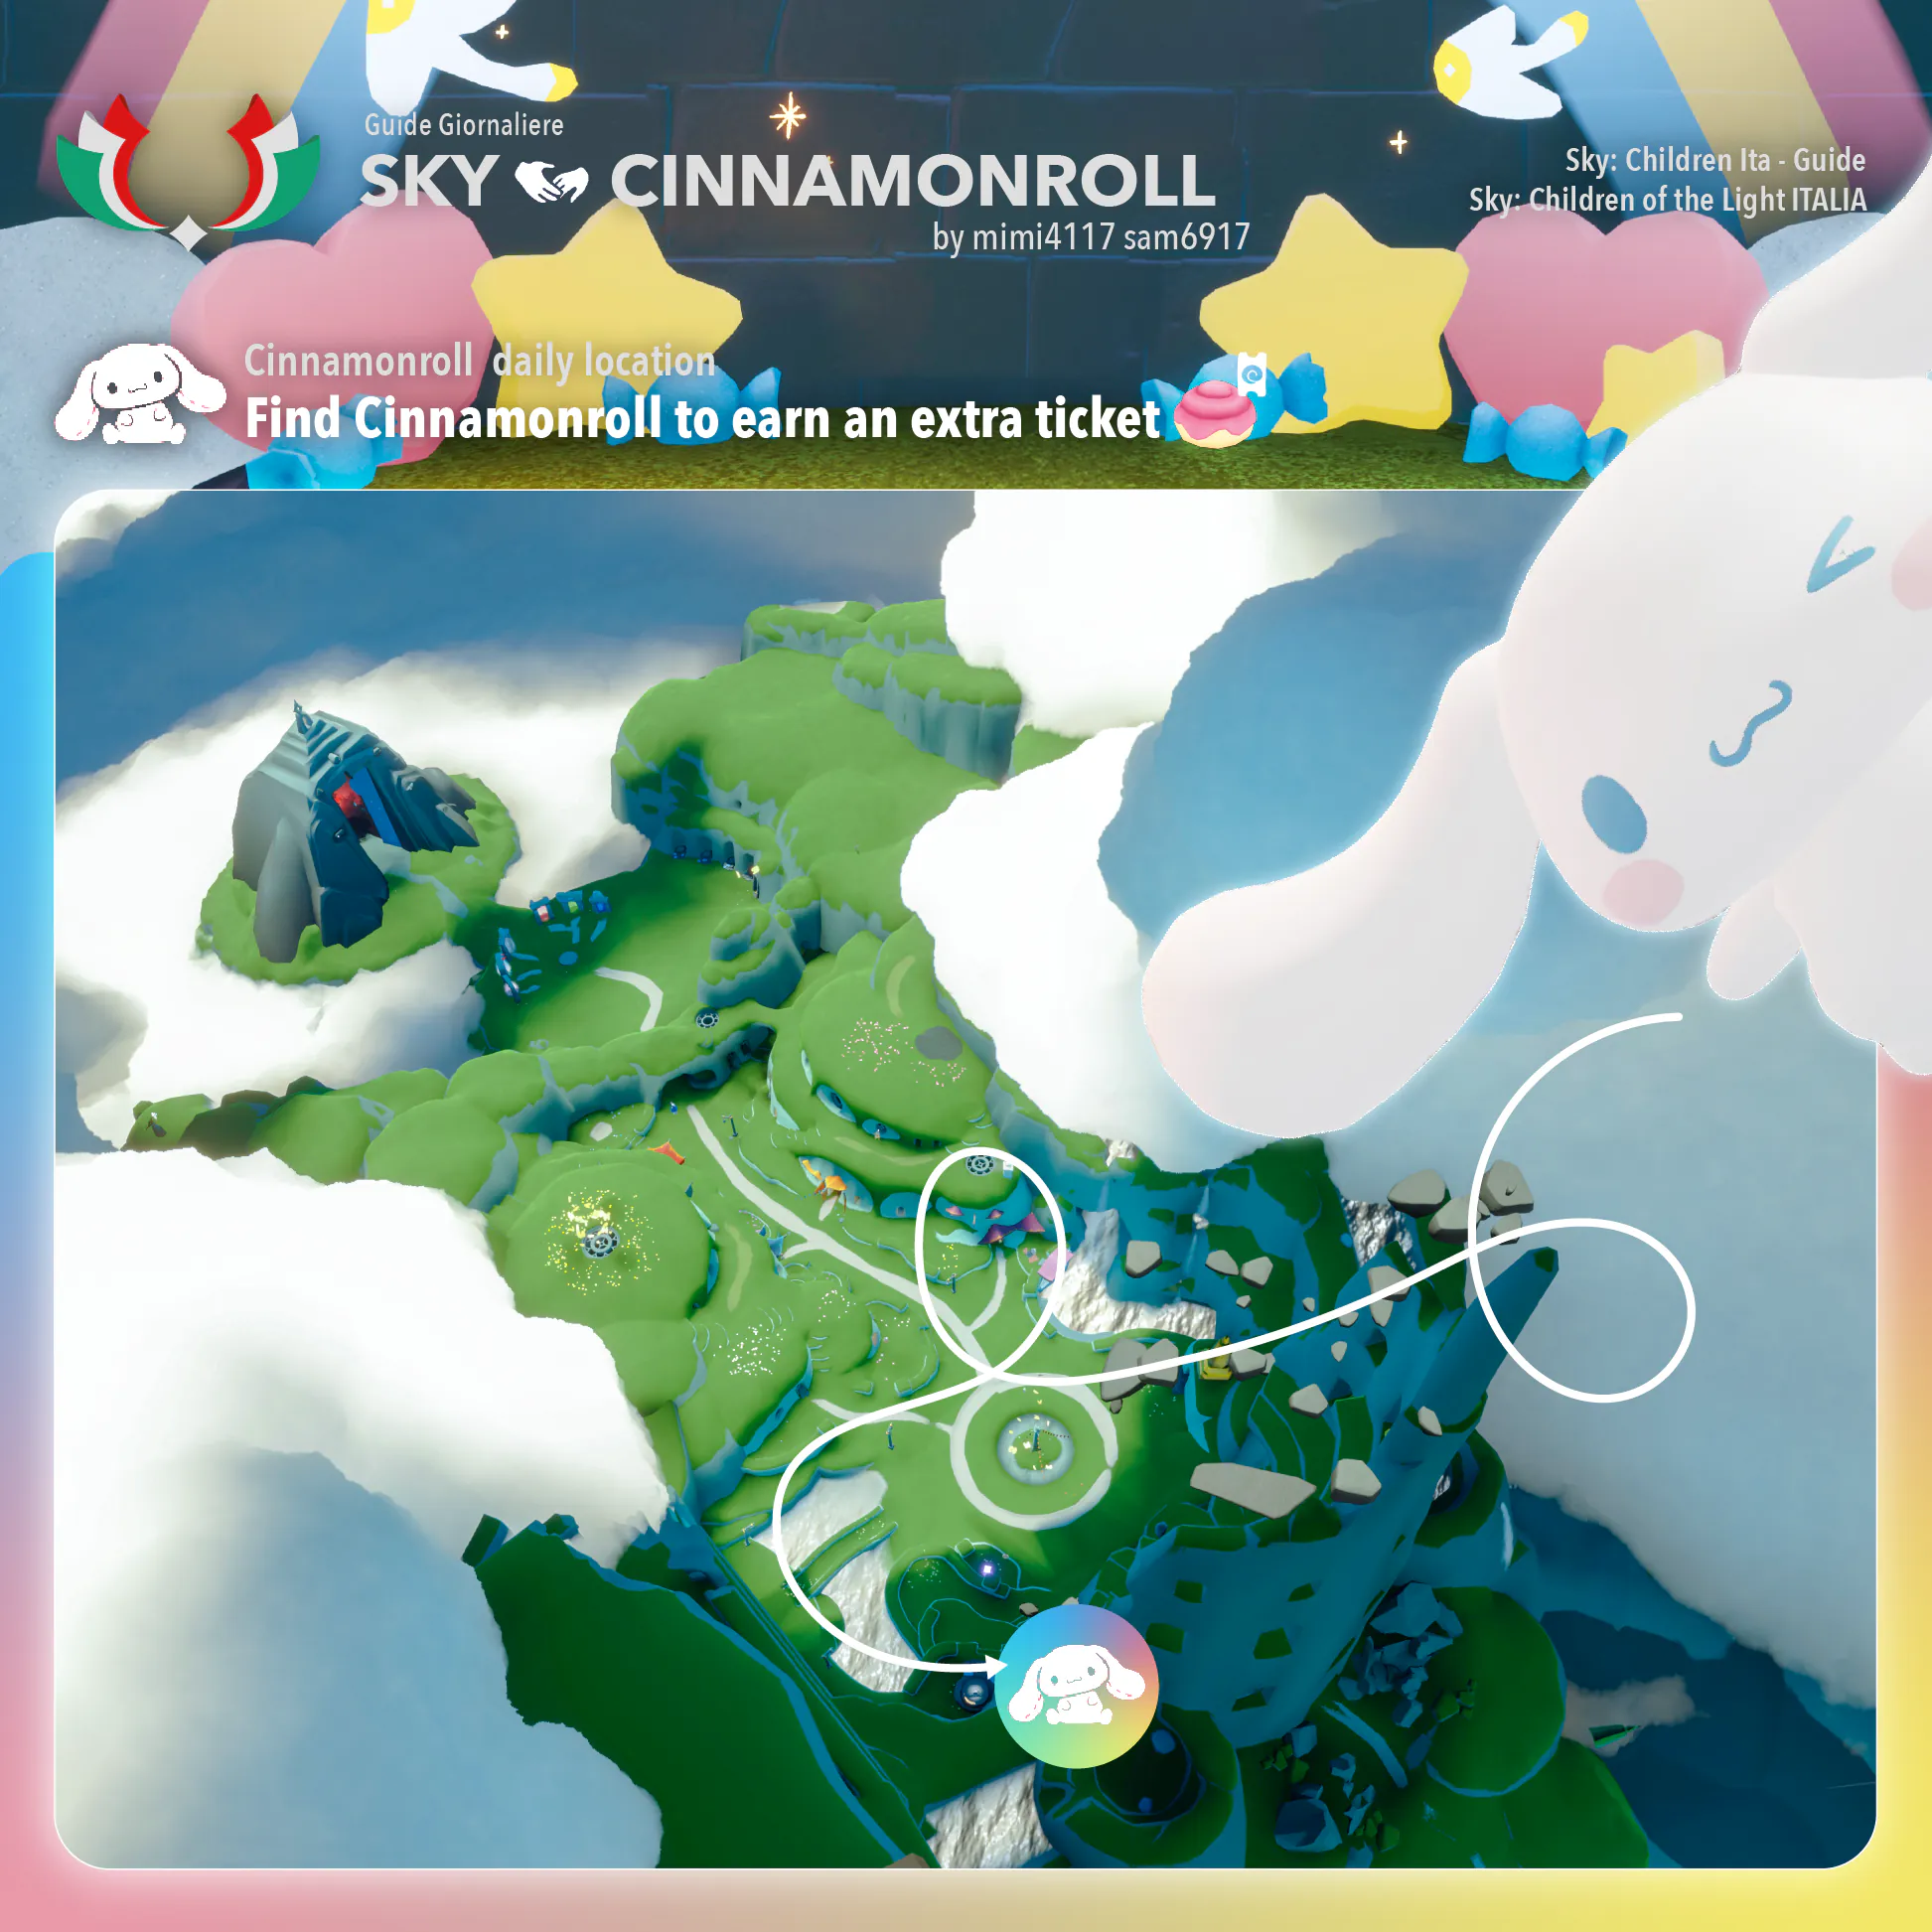 Guide Giornaliere
SKY CINNAMONROLL
by mimi4117 sam6917
Sky: Children Ita - Guide
Sky: Children of the Light ITALIA
Cinnamonroll daily location
Find Cinnamonroll to earn an extra ticket